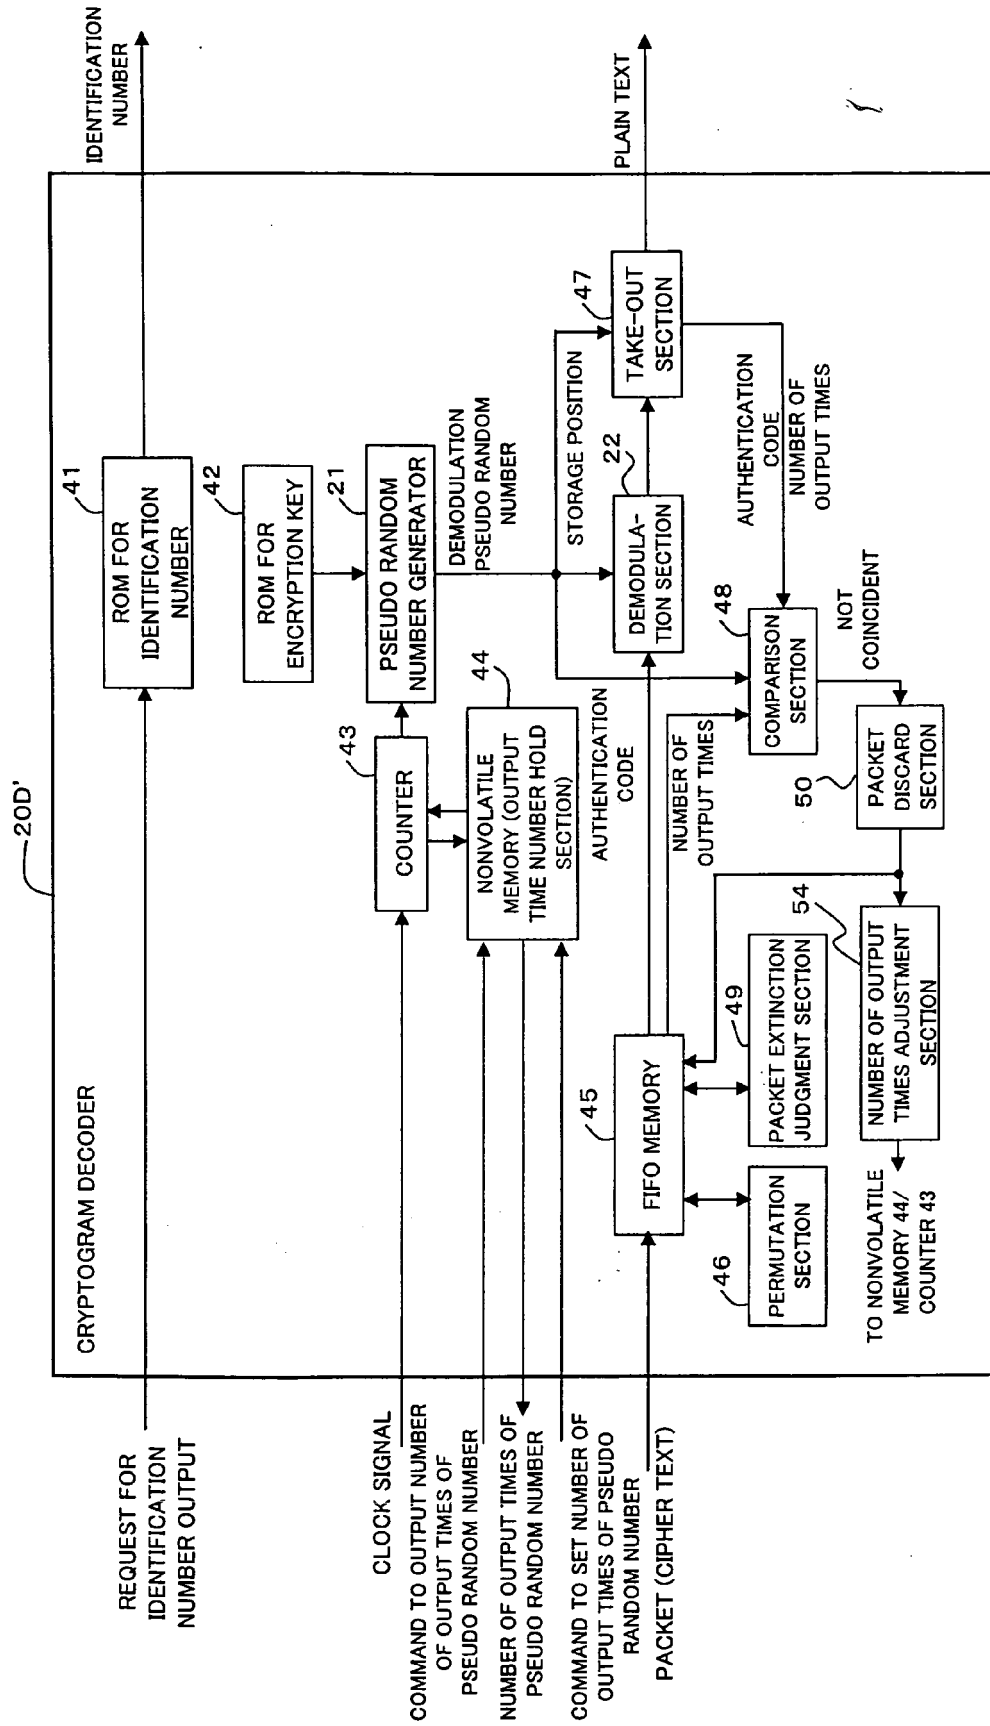 20D'
CRYPTOGRAM DECODER
REQUEST FOR
IDENTIFICATION
NUMBER OUTPUT
41
ROM FOR
IDENTIFICATION
NUMBER
IDENTIFICATION
NUMBER
42
ROM FOR
ENCRYPTION KEY
CLOCK SIGNAL
43
COUNTER
21
PSEUDO RANDOM
NUMBER GENERATOR
DEMODULATION
PSEUDO RANDOM
NUMBER
COMMAND TO OUTPUT NUMBER
OF OUTPUT TIMES OF
PSEUDO RANDOM NUMBER
NUMBER OF OUTPUT TIMES OF
PSEUDO RANDOM NUMBER
COMMAND TO SET NUMBER OF
OUTPUT TIMES OF PSEUDO
RANDOM NUMBER
44
NONVOLATILE
MEMORY (OUTPUT
TIME NUMBER HOLD
SECTION)
STORAGE POSITION
AUTHENTICATION
CODE
PACKET (CIPHER TEXT)
45
FIFO MEMORY
22
DEMODULA-
TION SECTION
47
TAKE-OUT
SECTION
PLAIN TEXT
NUMBER OF
OUTPUT TIMES
AUTHENTICATION
CODE
NUMBER OF
OUTPUT TIMES
46
PERMUTATION
SECTION
49
PACKET EXTINCTION
JUDGMENT SECTION
48
COMPARISON
SECTION
NOT
COINCIDENT
50
PACKET
DISCARD
SECTION
54
NUMBER OF OUTPUT
TIMES ADJUSTMENT
SECTION
TO NONVOLATILE
MEMORY 44/
COUNTER 43